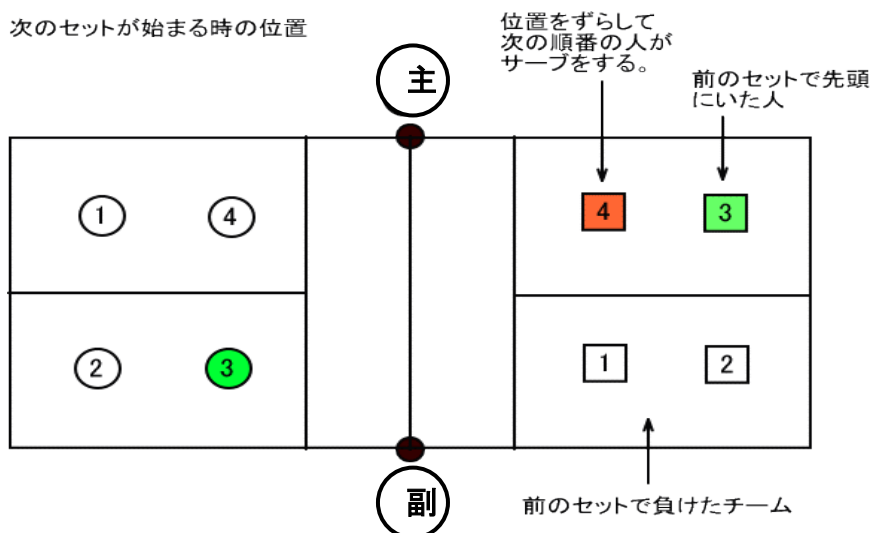 次のセットが始まる時の位置
位置をずらして
次の順番の人が
サーブをする。
前のセットで先頭
にいた人
主
1
4
4
3
2
3
1
2
副
前のセットで負けたチーム